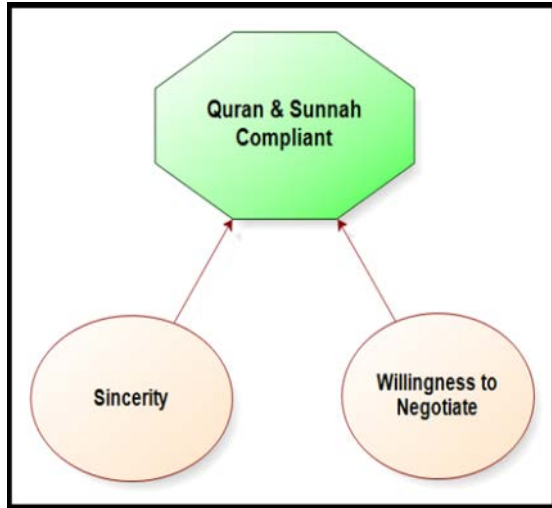 Quran & Sunnah
Compliant
Sincerity
Willingness to
Negotiate